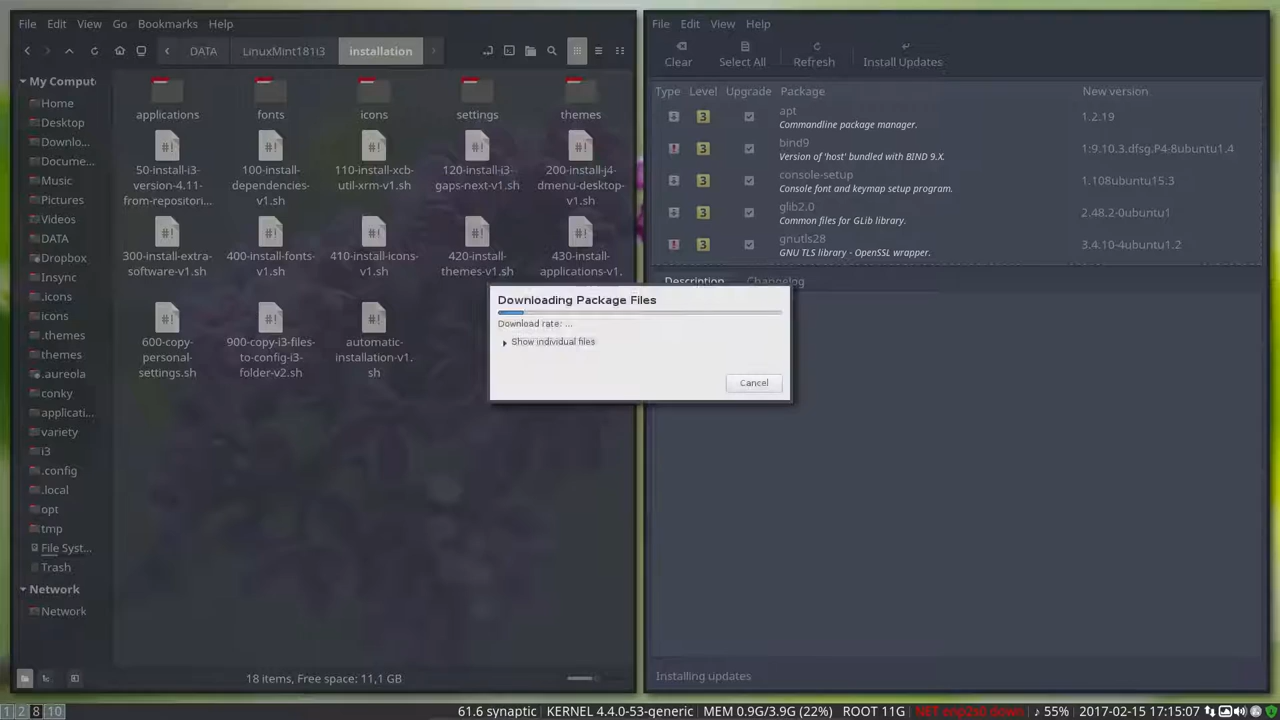 File Edit View Go Bookmarks Help
DATA LinuxMint181i3 installation
My Comput
Home
Desktop
Downlo...
Docume...
Music
Pictures
Videos
DATA
Dropbox
Insync
.icons
icons
.themes
themes
.aureola
conky
applicati...
variety
i3
.config
.local
opt
tmp
File Syst...
Trash
Network
Network
applications fonts icons settings themes
50-install-i3-
version-4.11-
from-repositori...
100-install-
dependencies-
v1.sh
110-install-xcb-
util-xrm-v1.sh
120-install-i3-
gaps-next-v1.sh
200-install-j4-
dmenu-desktop-
v1.sh
300-install-extra-
software-v1.sh
400-install-fonts-
v1.sh
410-install-icons-
v1.sh
420-install-
themes-v1.sh
430-install-
applications-v1.
600-copy-
personal-
settings.sh
900-copy-i3-files-
to-config-i3-
folder-v2.sh
automatic-
installation-v1.
sh
18 items, Free space: 11,1 GB
File Edit View Help
Clear Select All Refresh Install Updates
Type Level Upgrade Package New version
3 apt 1.2.19
Commandline package manager.
3 bind9 1:9.10.3.dfsg.P4-8ubuntu1.4
Version of 'host' bundled with BIND 9.X.
3 console-setup 1.108ubuntu15.3
Console font and keymap setup program.
3 glib2.0 2.48.2-0ubuntu1
Common files for GLib library.
3 gnutls28 3.4.10-4ubuntu1.2
GNU TLS library - OpenSSL wrapper.
Description Changelog
Downloading Package Files
Download rate: ...
Show individual files
Cancel
Installing updates
1 2 8 10
61.6 synaptic KERNEL 4.4.0-53-generic MEM 0.9G/3.9G (22%) ROOT 11G NET enp2s0 down ♪ 55% 2017-02-15 17:15:07